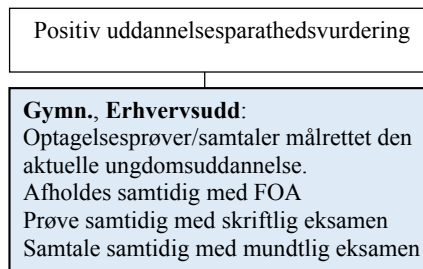 Positiv uddannelsesparathedsvurdering
Gymn., Erhvervsudd:
Optagelsesprøver/samtaler målrettet den
aktuelle ungdomsuddannelse.
Afholdes samtidig med FOA
Prøve samtidig med skriftlig eksamen
Samtale samtidig med mundtlig eksamen